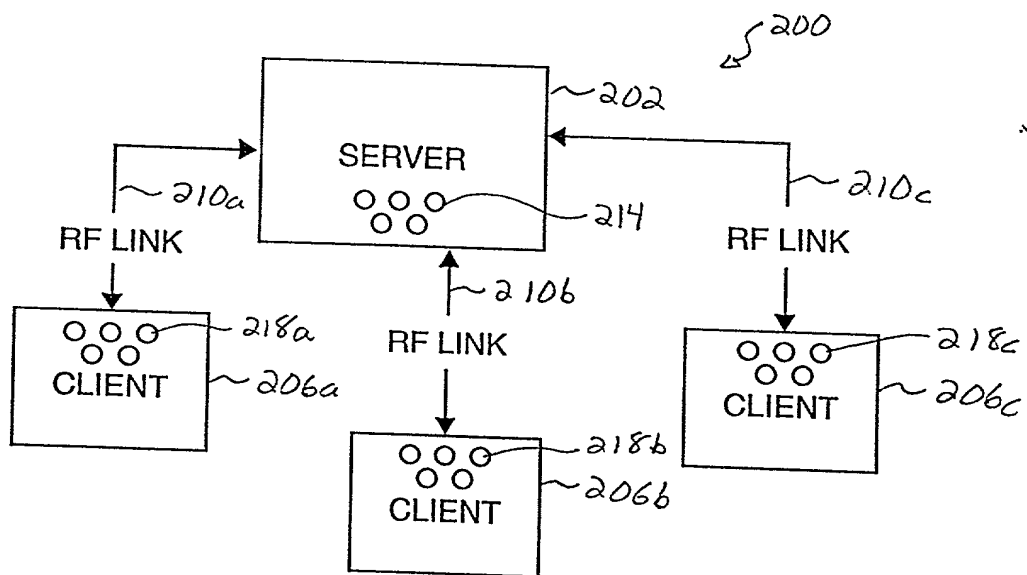 200
202
SERVER
214
210a
RF LINK
210b
RF LINK
210c
RF LINK
218a
CLIENT
206a
218b
CLIENT
206b
218c
CLIENT
206c